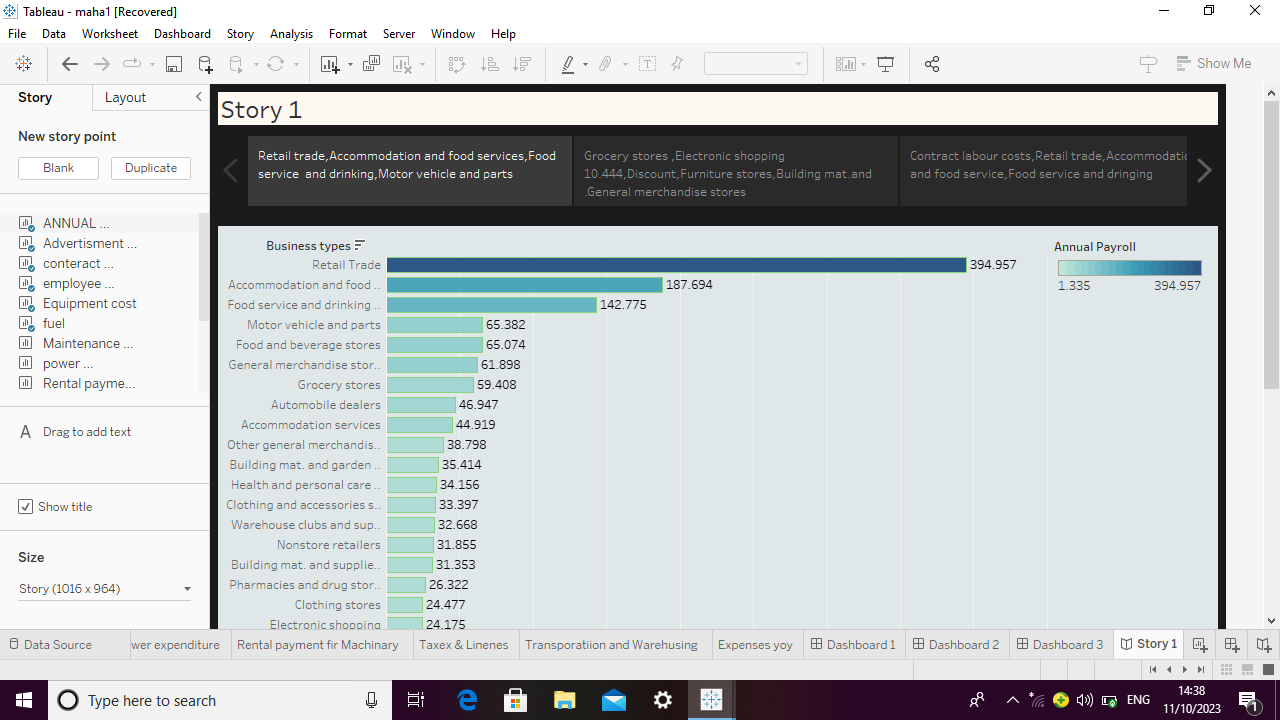 Tableau - maha1 [Recovered]
File Data Worksheet Dashboard Story Analysis Format Server Window Help
Show Me
Story Layout
New story point
Blank Duplicate
ANNUAL ...
Advertisment ...
conteract ...
employee ...
Equipment cost
fuel
Maintenance ...
power ...
Rental payme...
A Drag to add text
Show title
Size
Story (1016 x 964)
Story 1
Retail trade,Accommodation and food services,Food
service and drinking,Motor vehicle and parts
Grocery stores ,Electronic shopping
10.444,Discount,Furniture stores,Building mat.and
.General merchandise stores
Contract labour costs,Retail trade,Accommodatic
and food service,Food service and dringing
Business types
Retail Trade 394.957
Accommodation and food .. 187.694
Food service and drinking .. 142.775
Motor vehicle and parts 65.382
Food and beverage stores 65.074
General merchandise stor.. 61.898
Grocery stores 59.408
Automobile dealers 46.947
Accommodation services 44.919
Other general merchandis.. 38.798
Building mat. and garden .. 35.414
Health and personal care .. 34.156
Clothing and accessories s.. 33.397
Warehouse clubs and sup.. 32.668
Nonstore retailers 31.855
Building mat. and supplie.. 31.353
Pharmacies and drug stor.. 26.322
Clothing stores 24.477
Electronic shopping 24.175
Annual Payroll
1.335 394.957
Data Source wer expenditure Rental payment fir Machinary Taxex & Linenes Transporatiion and Warehusing Expenses yoy Dashboard 1 Dashboard 2 Dashboard 3 Story 1
Type here to search
ENG
14:38
11/10/2023
1